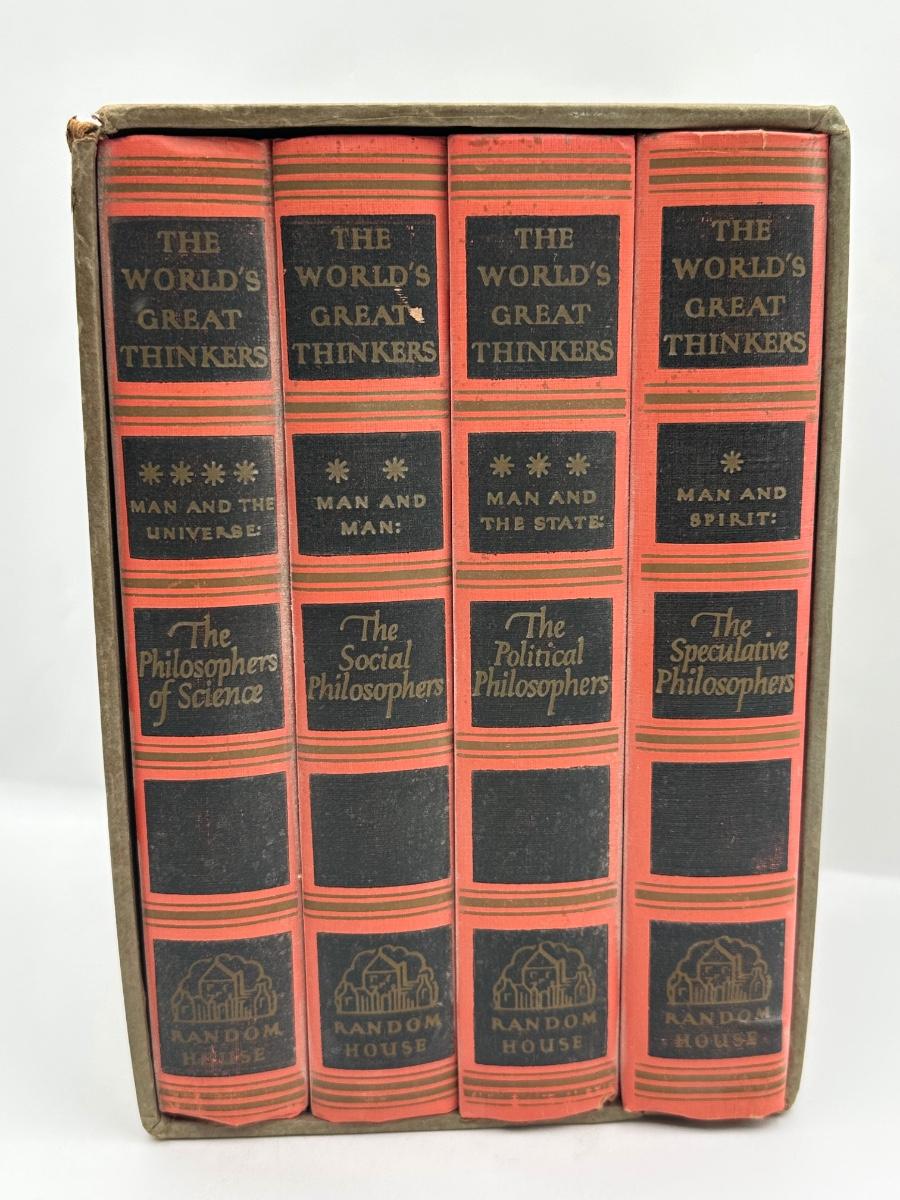 THE
WORLD'S
GREAT
THINKERS
****
MAN AND THE
UNIVERSE:
The
Philosophers
of Science
RANDOM
HOUSE
THE
WORLD'S
GREAT
THINKERS
* *
MAN AND
MAN:
The
Social
Philosophers
RANDOM
HOUSE
THE
WORLD'S
GREAT
THINKERS
***
MAN AND
THE STATE:
The
Political
Philosophers
RANDOM
HOUSE
THE
WORLD'S
GREAT
THINKERS
*
MAN AND
SPIRIT:
The
Speculative
Philosophers
RANDOM
HOUSE